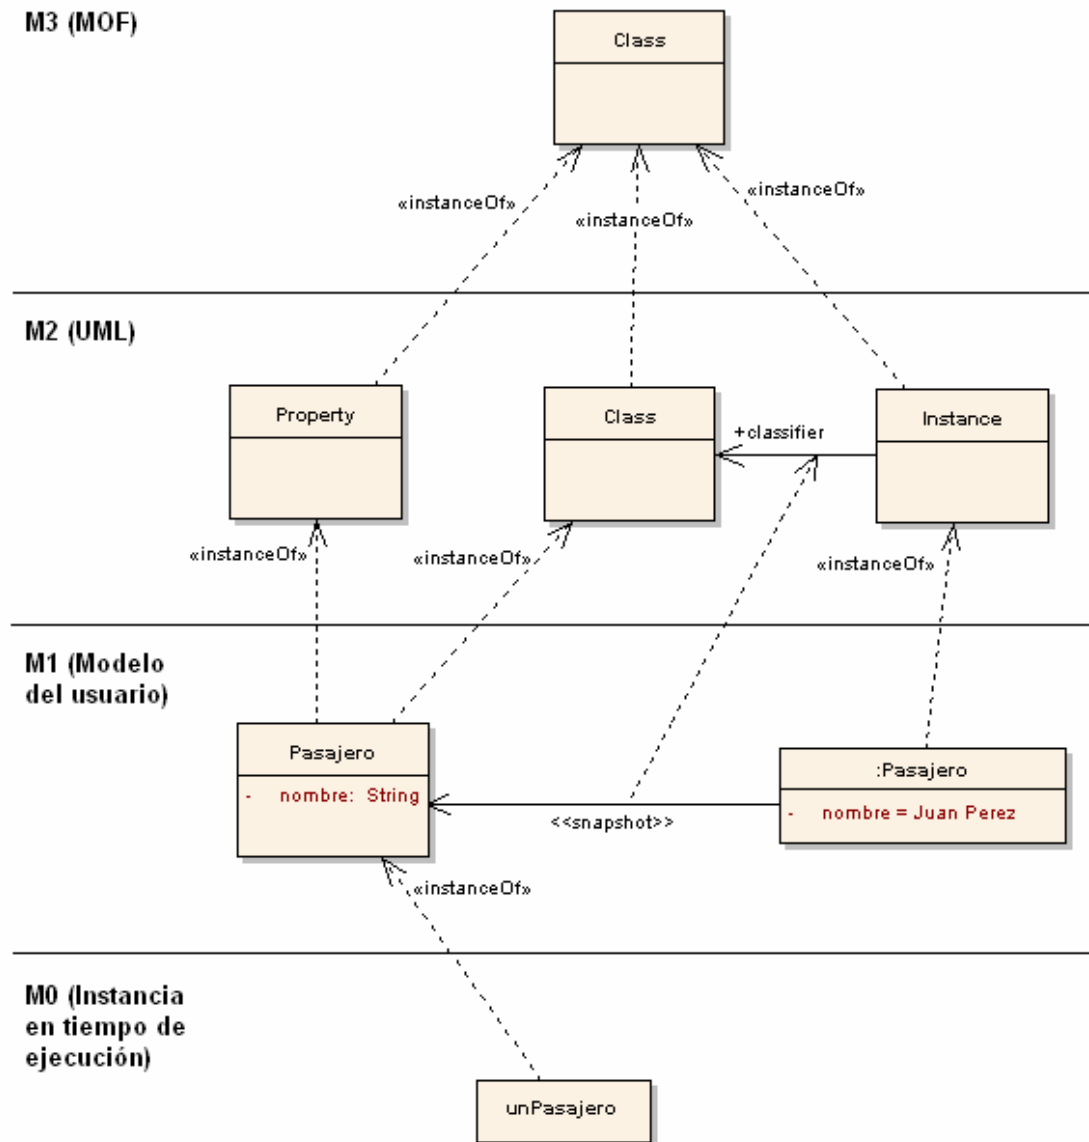 M3 (MOF)
Class
«instanceOf»
«instanceOf»
«instanceOf»
M2 (UML)
Property
Class
+classifier
Instance
«instanceOf»
«instanceOf»
«instanceOf»
M1 (Modelo
del usuario)
Pasajero
- nombre: String
<<snapshot>>
:Pasajero
- nombre = Juan Perez
«instanceOf»
M0 (Instancia
en tiempo de
ejecución)
unPasajero